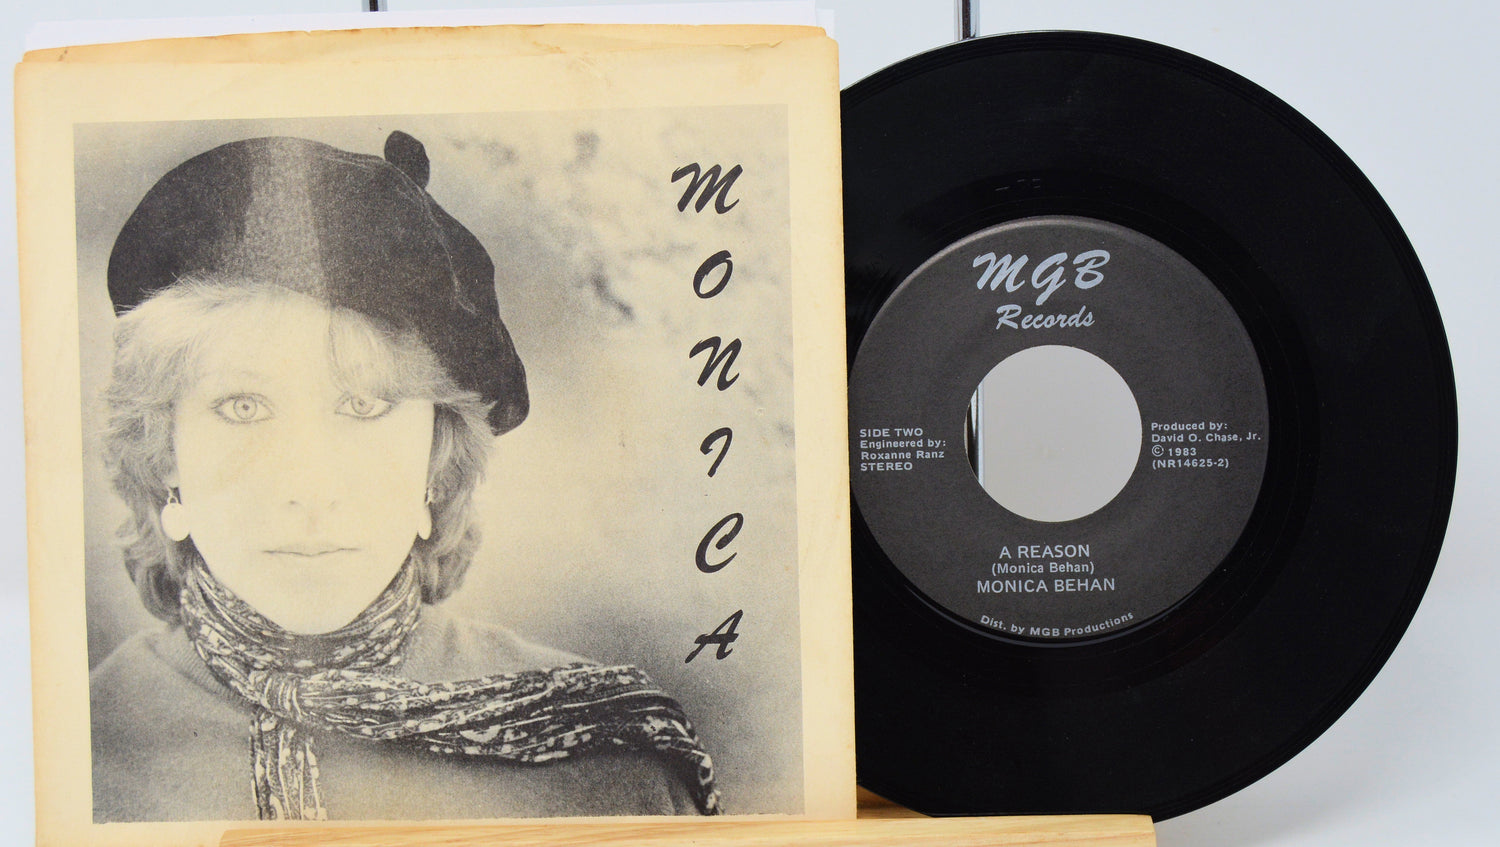 MONICA
MGB
Records
SIDE TWO
Engineered by:
Roxanne Ranz
STEREO
Produced by:
David O. Chase, Jr.
© 1983
(NR14625-2)
A REASON
(Monica Behan)
MONICA BEHAN
Dist. by MGB Productions